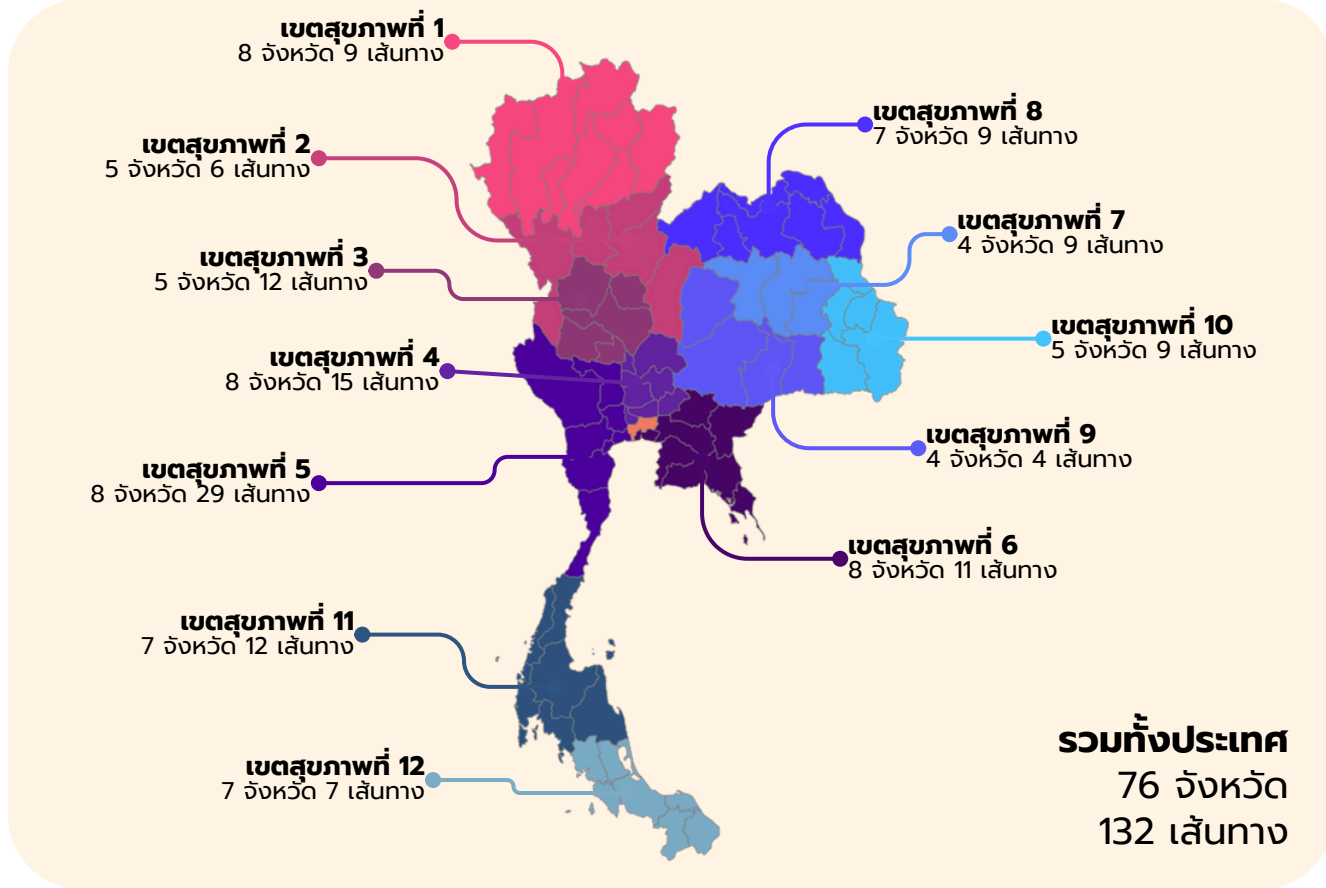 เขตสุขภาพที่ 1
8 จังหวัด 9 เส้นทาง
เขตสุขภาพที่ 2
5 จังหวัด 6 เส้นทาง
เขตสุขภาพที่ 3
5 จังหวัด 12 เส้นทาง
เขตสุขภาพที่ 4
8 จังหวัด 15 เส้นทาง
เขตสุขภาพที่ 5
8 จังหวัด 29 เส้นทาง
เขตสุขภาพที่ 11
7 จังหวัด 12 เส้นทาง
เขตสุขภาพที่ 12
7 จังหวัด 7 เส้นทาง
เขตสุขภาพที่ 8
7 จังหวัด 9 เส้นทาง
เขตสุขภาพที่ 7
4 จังหวัด 9 เส้นทาง
เขตสุขภาพที่ 10
5 จังหวัด 9 เส้นทาง
เขตสุขภาพที่ 9
4 จังหวัด 4 เส้นทาง
เขตสุขภาพที่ 6
8 จังหวัด 11 เส้นทาง
รวมทั้งประเทศ
76 จังหวัด
132 เส้นทาง